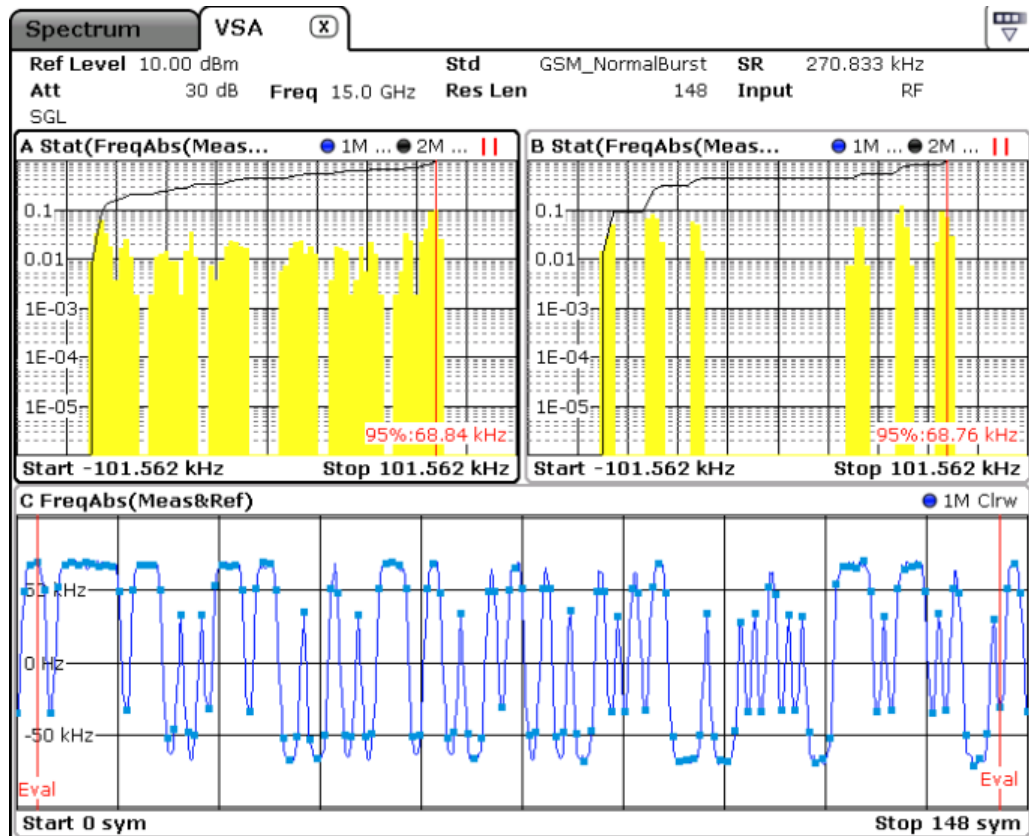 Spectrum VSA X
Ref Level 10.00 dBm Std GSM_NormalBurst SR 270.833 kHz
Att 30 dB Freq 15.0 GHz Res Len 148 Input RF
SGL
A Stat(FreqAbs(Meas... 1M ... 2M ...
0.1
0.01
1E-03
1E-04
1E-05
95%:68.84 kHz
Start -101.562 kHz Stop 101.562 kHz
B Stat(FreqAbs(Meas... 1M ... 2M ...
0.1
0.01
1E-03
1E-04
1E-05
95%:68.76 kHz
Start -101.562 kHz Stop 101.562 kHz
C FreqAbs(Meas&Ref) 1M Clrw
50 kHz
0 Hz
-50 kHz
Eval Eval
Start 0 sym Stop 148 sym